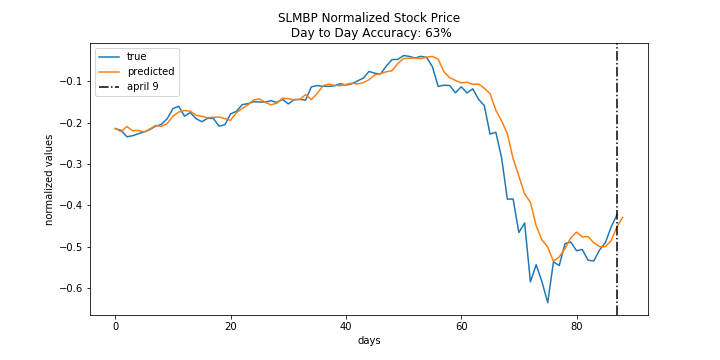 SLMBP Normalized Stock Price
Day to Day Accuracy: 63%
true
predicted
april 9
normalized values
−0.1
−0.2
−0.3
−0.4
−0.5
−0.6
0
20
40
60
80
days